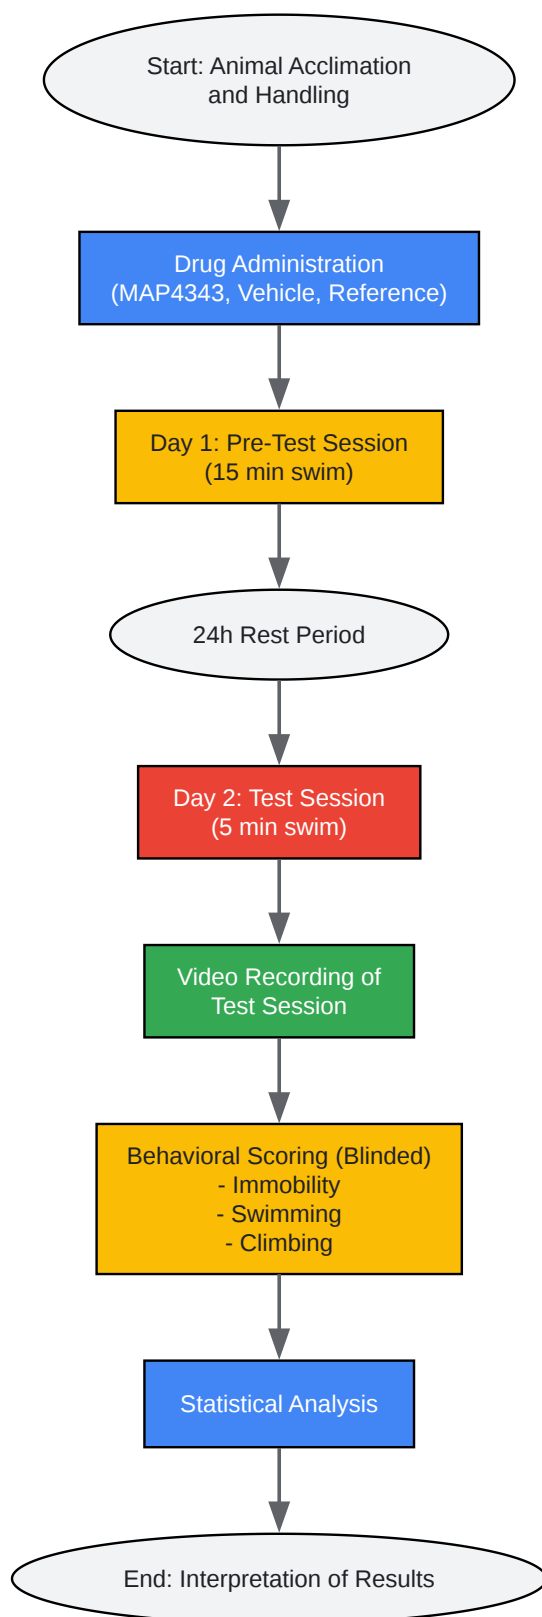 Start: Animal Acclimation
and Handling
Drug Administration
(MAP4343, Vehicle, Reference)
Day 1: Pre-Test Session
(15 min swim)
24h Rest Period
Day 2: Test Session
(5 min swim)
Video Recording of
Test Session
Behavioral Scoring (Blinded)
- Immobility
- Swimming
- Climbing
Statistical Analysis
End: Interpretation of Results